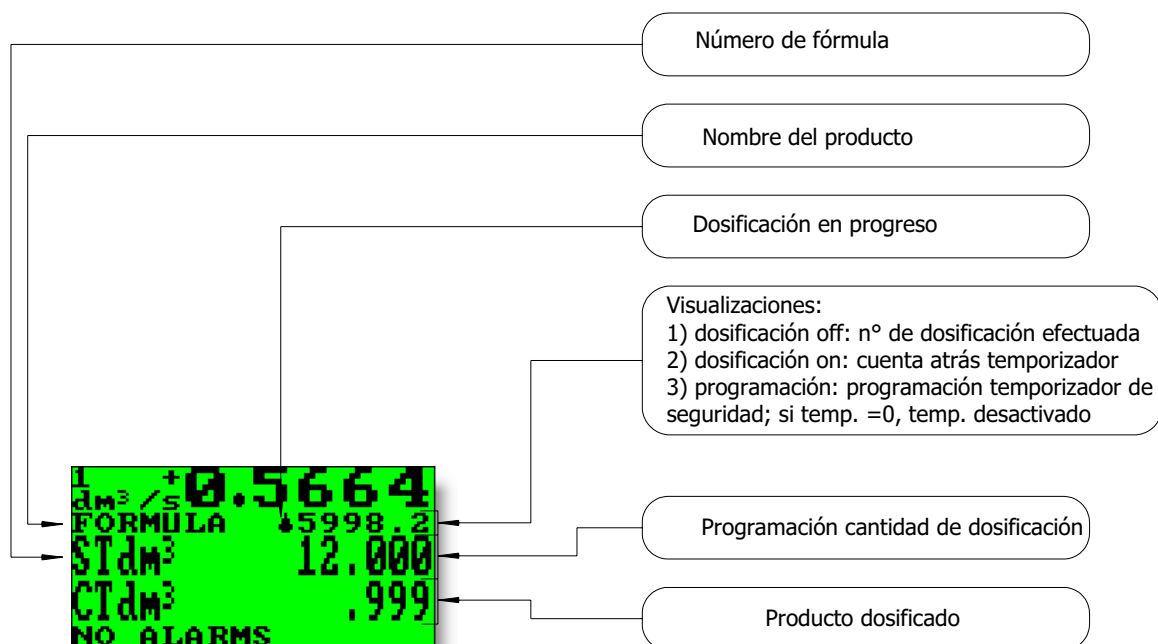 Número de fórmula
Nombre del producto
Dosificación en progreso
Visualizaciones:
1) dosificación off: n° de dosificación efectuada
2) dosificación on: cuenta atrás temporizador
3) programación: programación temporizador de
seguridad; si temp. =0, temp. desactivado
1 +0.5664
dm³/s
FORMULA 5998.2
STdm³ 12.000
CTdm³ .999
NO ALARMS
Programación cantidad de dosificación
Producto dosificado